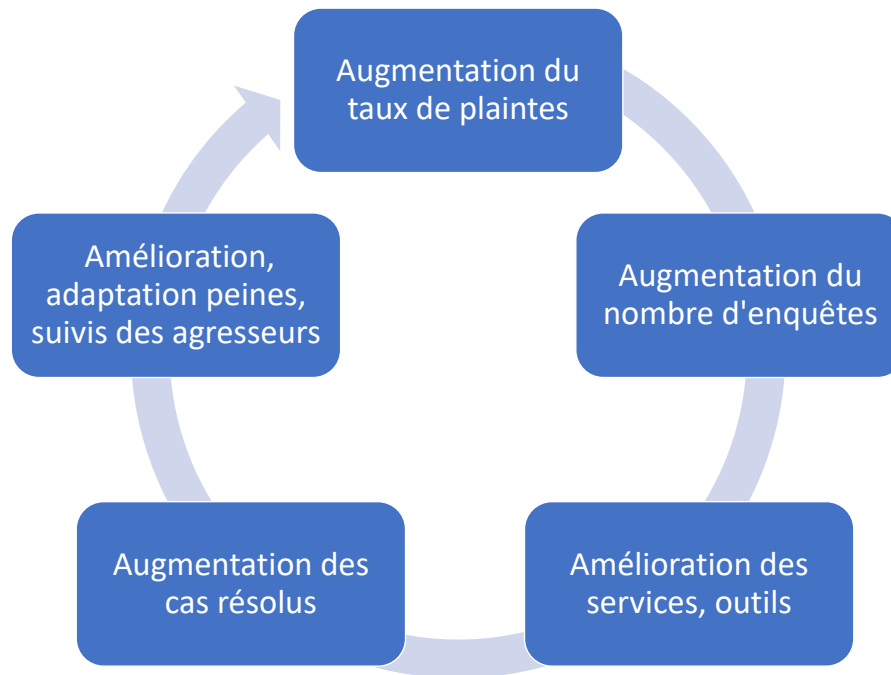 Augmentation du
taux de plaintes
Augmentation du
nombre d'enquêtes
Amélioration des
services, outils
Augmentation des
cas résolus
Amélioration,
adaptation peines,
suivis des agresseurs